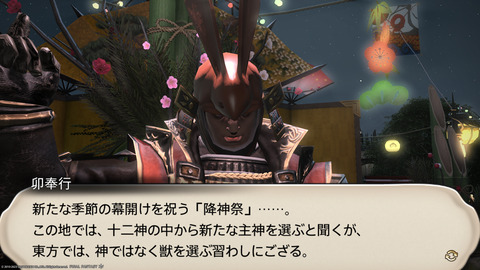 卯奉行
新たな季節の幕開けを祝う「降神祭」……。
この地では、十二神の中から新たな主神を選ぶと聞くが、
東方では、神ではなく獣を選ぶ習わしにござる。